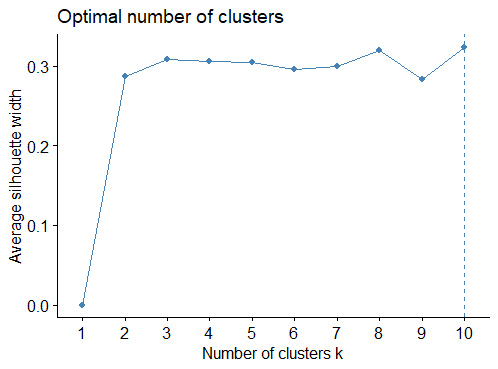 Optimal number of clusters
0.3
0.2
0.1
0.0
Average silhouette width
1 2 3 4 5 6 7 8 9 10
Number of clusters k